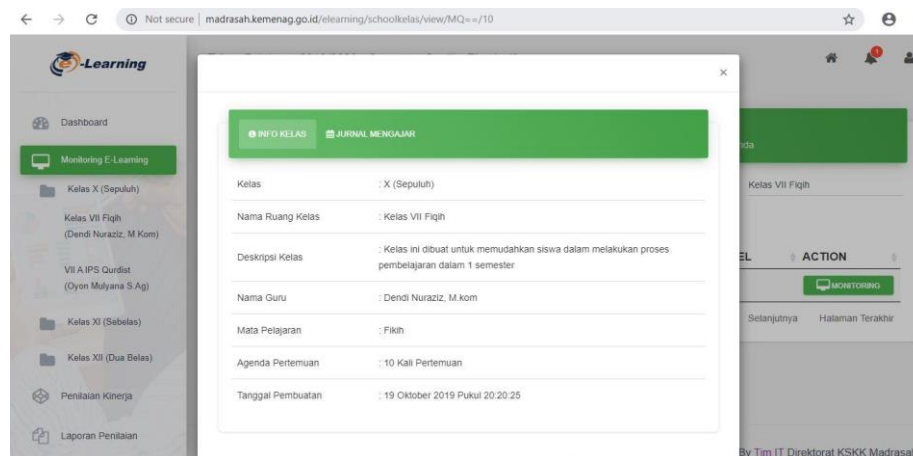 Not secure | madrasah.kemenag.go.id/elearning/schoolkelas/view/MQ==/10
e-Learning
×
1
Dashboard
Monitoring E-Learning
Kelas X (Sepuluh)
Kelas VII Fiqih
(Dendi Nuraziz, M Kom)
VII A IPS Qurdist
(Oyon Mulyana S.Ag)
Kelas XI (Sebelas)
Kelas XII (Dua Belas)
Penilaian Kinerja
Laporan Penilaian
INFO KELAS JURNAL MENGAJAR
Kelas : X (Sepuluh)
Nama Ruang Kelas : Kelas VII Fiqih
Deskripsi Kelas : Kelas ini dibuat untuk memudahkan siswa dalam melakukan proses
pembelajaran dalam 1 semester
Nama Guru : Dendi Nuraziz, M.kom
Mata Pelajaran : Fikih
Agenda Pertemuan : 10 Kali Pertemuan
Tanggal Pembuatan : 19 Oktober 2019 Pukul 20:20:25
nda
Kelas VII Fiqih
EL ACTION
MONITORING
Selanjutnya Halaman Terakhir
By Tim IT Direktorat KSKK Madrasa